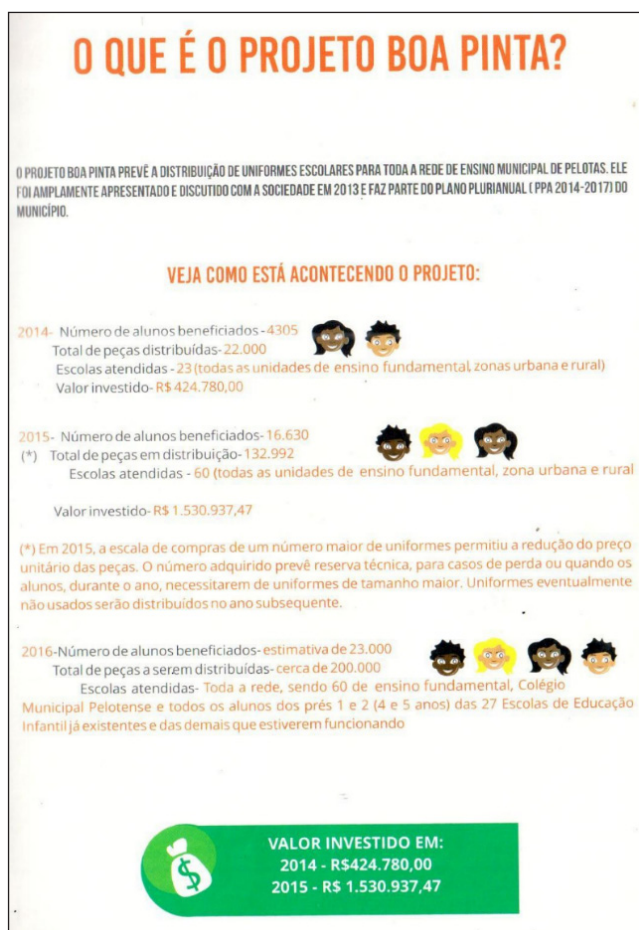 O QUE É O PROJETO BOA PINTA?
O PROJETO BOA PINTA PREVÊ A DISTRIBUIÇÃO DE UNIFORMES ESCOLARES PARA TODA A REDE DE ENSINO MUNICIPAL DE PELOTAS. ELE
FOI AMPLAMENTE APRESENTADO E DISCUTIDO COM A SOCIEDADE EM 2013 E FAZ PARTE DO PLANO PLURIANUAL ( PPA 2014-2017) DO
MUNICÍPIO.
VEJA COMO ESTÁ ACONTECENDO O PROJETO:
2014- Número de alunos beneficiados -4305
Total de peças distribuídas- 22.000
Escolas atendidas - 23 (todas as unidades de ensino fundamental, zonas urbana e rural)
Valor investido- R$ 424.780,00
2015- Número de alunos beneficiados- 16.630
(*) Total de peças em distribuição- 132.992
Escolas atendidas - 60 (todas as unidades de ensino fundamental, zona urbana e rural
Valor investido- R$ 1.530.937,47
(*) Em 2015, a escala de compras de um número maior de uniformes permitiu a redução do preço
unitário das peças. O número adquirido prevê reserva técnica, para casos de perda ou quando os
alunos, durante o ano, necessitarem de uniformes de tamanho maior. Uniformes eventualmente
não usados serão distribuídos no ano subsequente.
2016-Número de alunos beneficiados- estimativa de 23.000
Total de peças a serem distribuídas- cerca de 200.000
Escolas atendidas- Toda a rede, sendo 60 de ensino fundamental, Colégio
Municipal Pelotense e todos os alunos dos prés 1 e 2 (4 e 5 anos) das 27 Escolas de Educação
Infantil já existentes e das demais que estiverem funcionando
VALOR INVESTIDO EM:
2014 - R$424.780,00
2015 - R$ 1.530.937,47